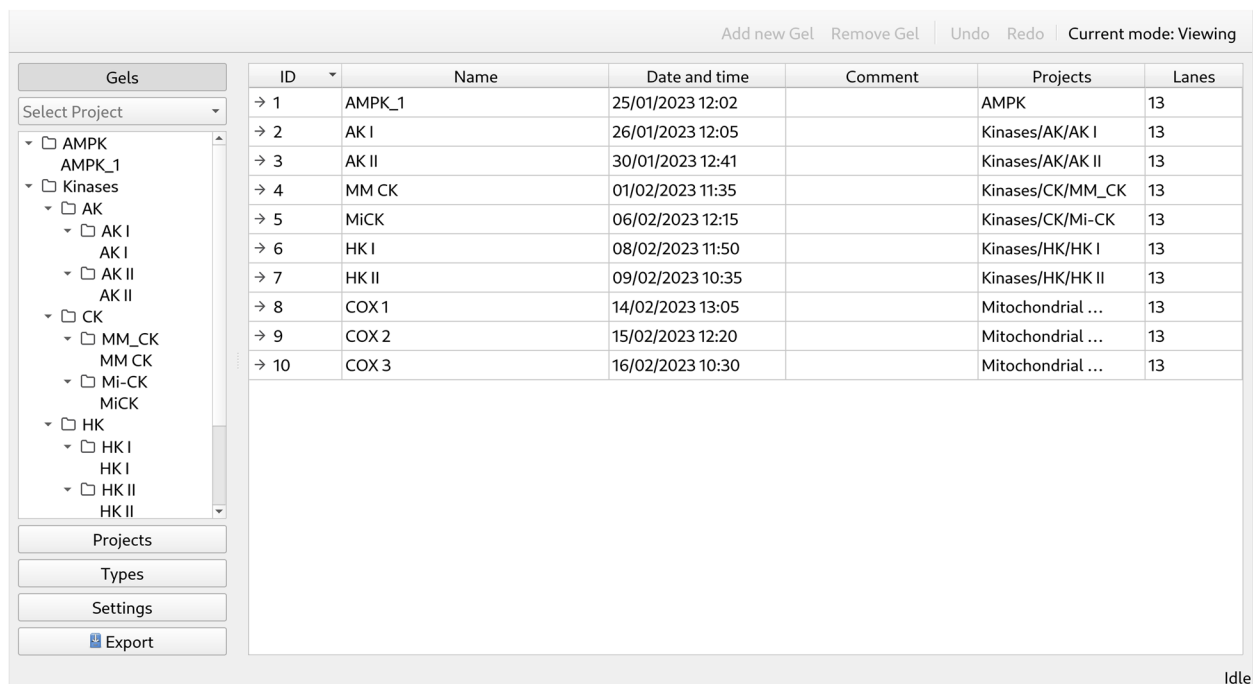 Add new Gel Remove Gel Undo Redo Current mode: Viewing
Gels
Select Project
AMPK
AMPK_1
Kinases
AK
AK I
AK I
AK II
AK II
CK
MM_CK
MM CK
Mi-CK
MiCK
HK
HK I
HK I
HK II
HK II
Projects
Types
Settings
Export
ID Name Date and time Comment Projects Lanes
1 AMPK_1 25/01/2023 12:02 AMPK 13
2 AK I 26/01/2023 12:05 Kinases/AK/AK I 13
3 AK II 30/01/2023 12:41 Kinases/AK/AK II 13
4 MM CK 01/02/2023 11:35 Kinases/CK/MM_CK 13
5 MiCK 06/02/2023 12:15 Kinases/CK/Mi-CK 13
6 HK I 08/02/2023 11:50 Kinases/HK/HK I 13
7 HK II 09/02/2023 10:35 Kinases/HK/HK II 13
8 COX 1 14/02/2023 13:05 Mitochondrial ... 13
9 COX 2 15/02/2023 12:20 Mitochondrial ... 13
10 COX 3 16/02/2023 10:30 Mitochondrial ... 13
Idle